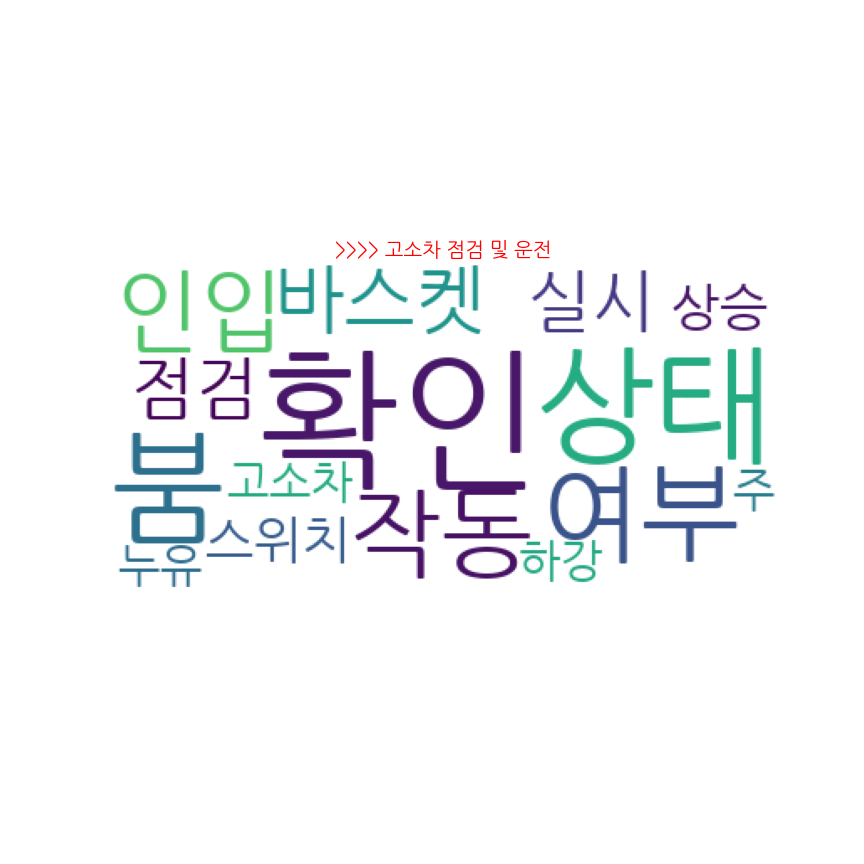 >>>> 고소차 점검 및 운전
인입 바스켓 실시 상승
점검 확인 상태
붐 고소차 작동 여부 주
누유 스위치 하강